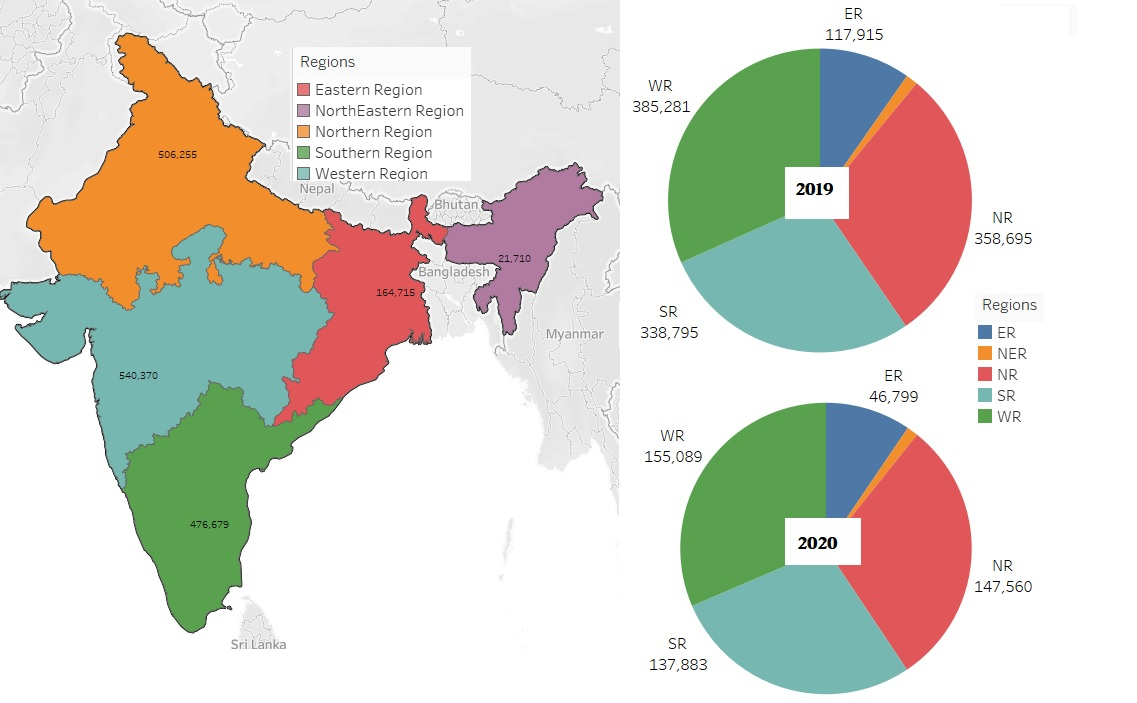 Regions
Eastern Region
NorthEastern Region
Northern Region
Southern Region
Western Region
506,255
Nepal
Bhutan
21,710
Bangladesh
164,715
Myanmar
540,370
476,679
Sri Lanka
ER
117,915
WR
385,281
2019
NR
358,695
SR
338,795
Regions
ER
NER
NR
SR
WR
ER
46,799
WR
155,089
2020
NR
147,560
SR
137,883